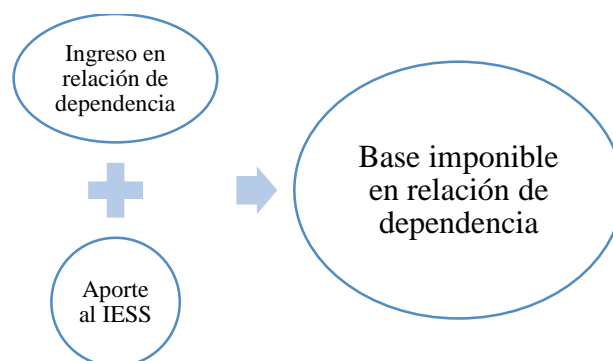 Ingreso en
relación de
dependencia
Aporte
al IESS
Base imponible
en relación de
dependencia